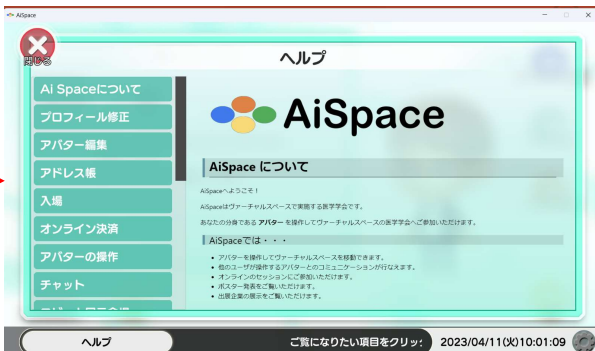 AiSpace
閉じる
ヘルプ
Ai Spaceについて
プロフィール修正
アバター編集
アドレス帳
入場
オンライン決済
アバターの操作
チャット
AiSpace
AiSpace について
AiSpaceへようこそ！
AiSpaceはヴァーチャルスペースで実施する医学学会です。
あなたの分身である アバター を操作してヴァーチャルスペースの医学学会へご参加いただけます。
AiSpaceでは・・・
• アバターを操作してヴァーチャルスペースを移動できます。
• 他のユーザが操作するアバターとのコミュニケーションが行なえます。
• オンラインのセッションにご参加いただけます。
• ポスター発表をご覧いただけます。
• 出展企業の展示をご覧いただけます。
ヘルプ
ご覧になりたい項目をクリッ
2023/04/11(火)10:01:09